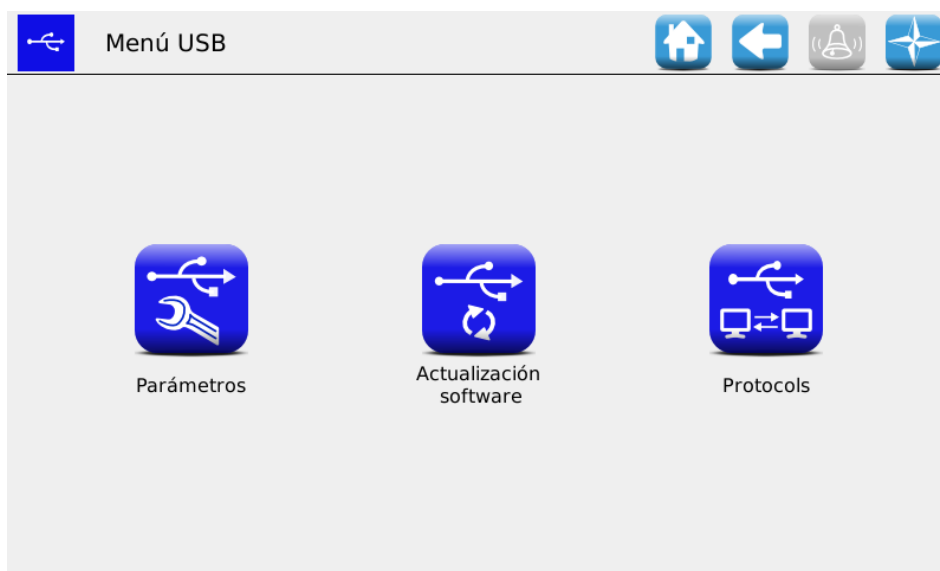 Menú USB
Parámetros
Actualización
software
Protocols